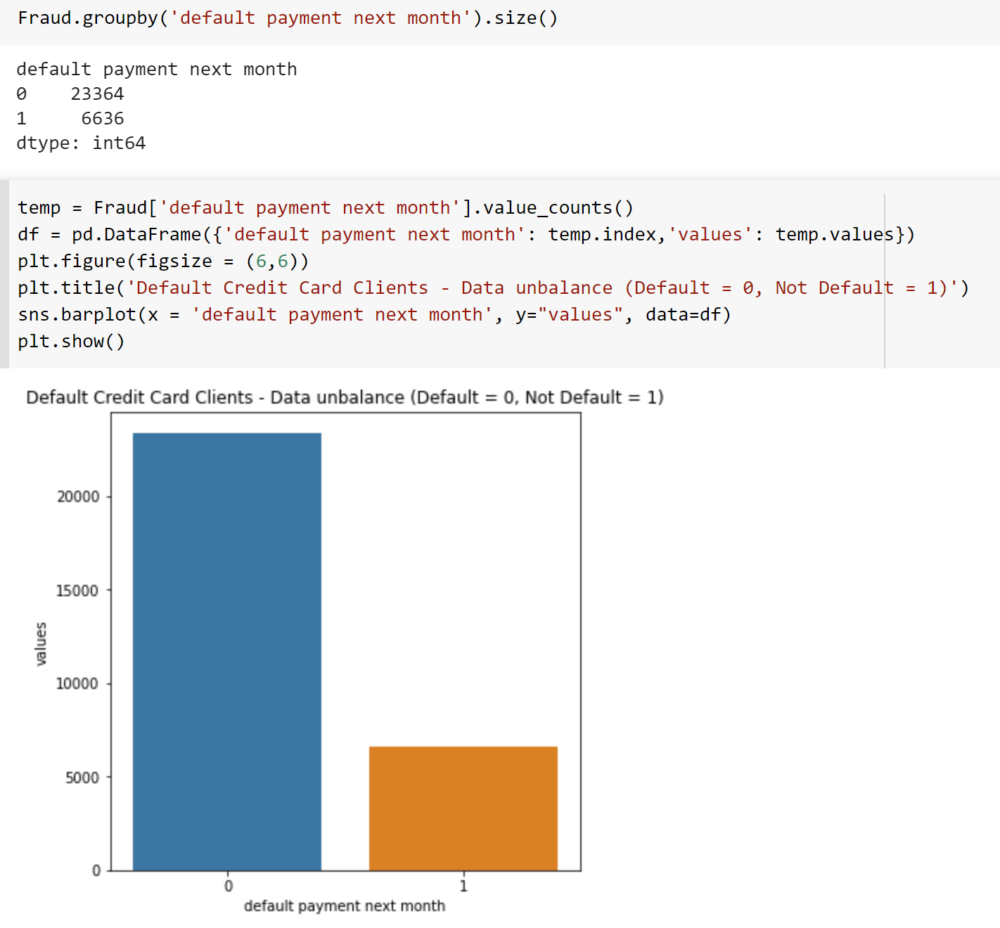 Fraud.groupby('default payment next month').size()
default payment next month
0    23364
1     6636
dtype: int64
temp = Fraud['default payment next month'].value_counts()
df = pd.DataFrame({'default payment next month': temp.index,'values': temp.values})
plt.figure(figsize = (6,6))
plt.title('Default Credit Card Clients - Data unbalance (Default = 0, Not Default = 1)')
sns.barplot(x = 'default payment next month', y="values", data=df)
plt.show()
Default Credit Card Clients - Data unbalance (Default = 0, Not Default = 1)
20000
15000
values
10000
5000
0
0 1
default payment next month